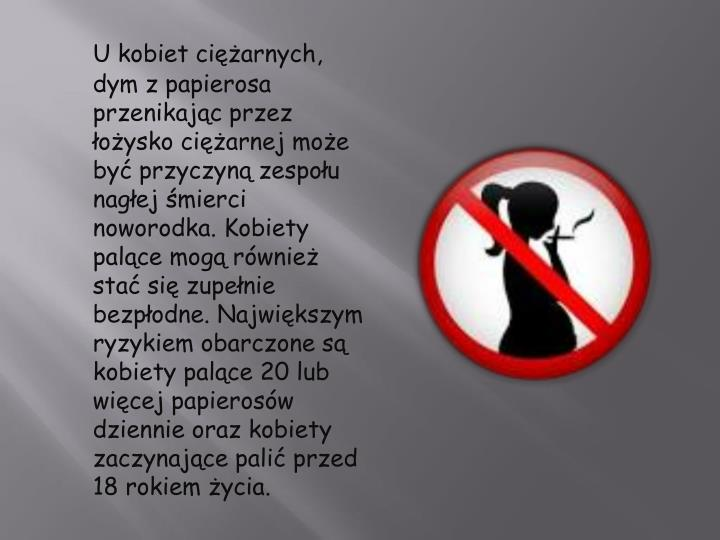 U kobiet ciężarnych,
dym z papierosa
przenikając przez
łożysko ciężarnej może
być przyczyną zespołu
nagłej śmierci
noworodka. Kobiety
palące mogą również
stać się zupełnie
bezpłodne. Największym
ryzykiem obarczone są
kobiety palące 20 lub
więcej papierosów
dziennie oraz kobiety
zaczynające palić przed
18 rokiem życia.